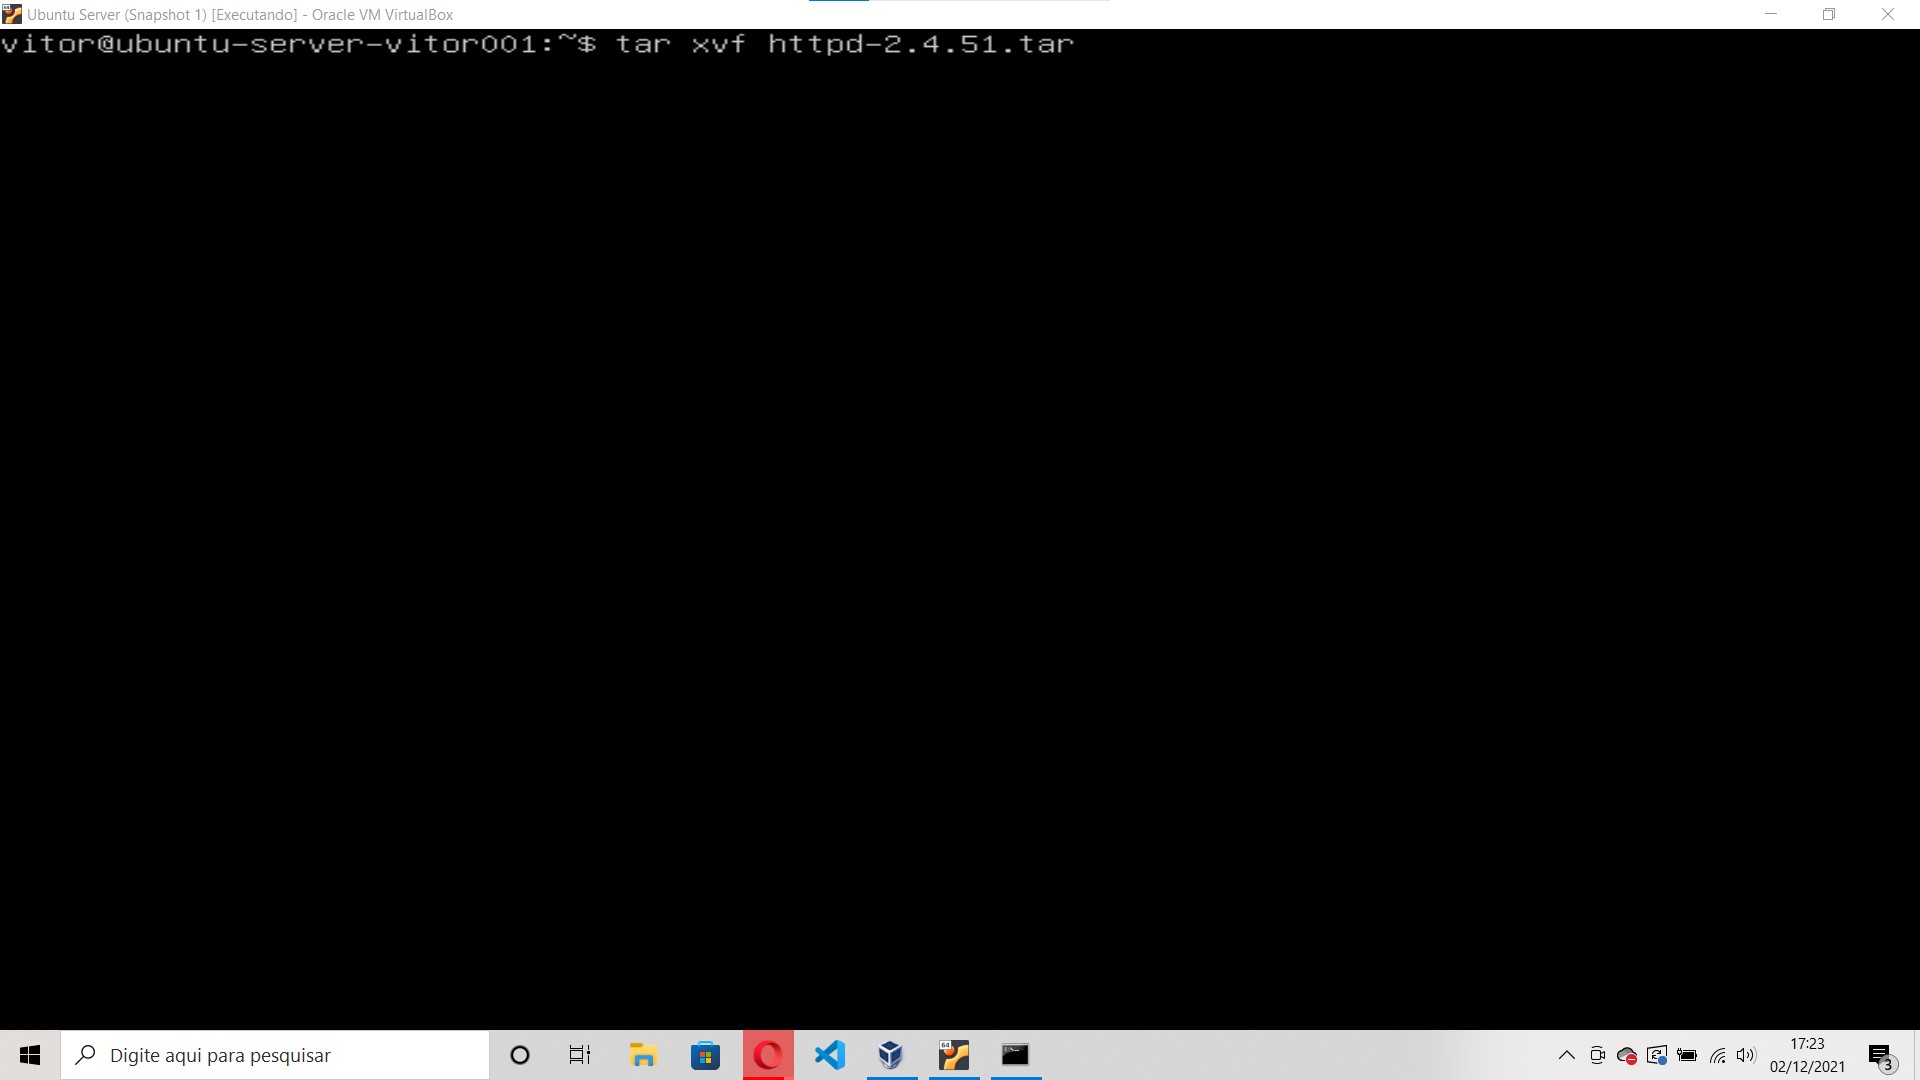 Ubuntu Server (Snapshot 1) [Executando] - Oracle VM VirtualBox
vitor@ubuntu-server-vitor001:~$ tar xvf httpd-2.4.51.tar
Digite aqui para pesquisar
64
17:23
02/12/2021
3